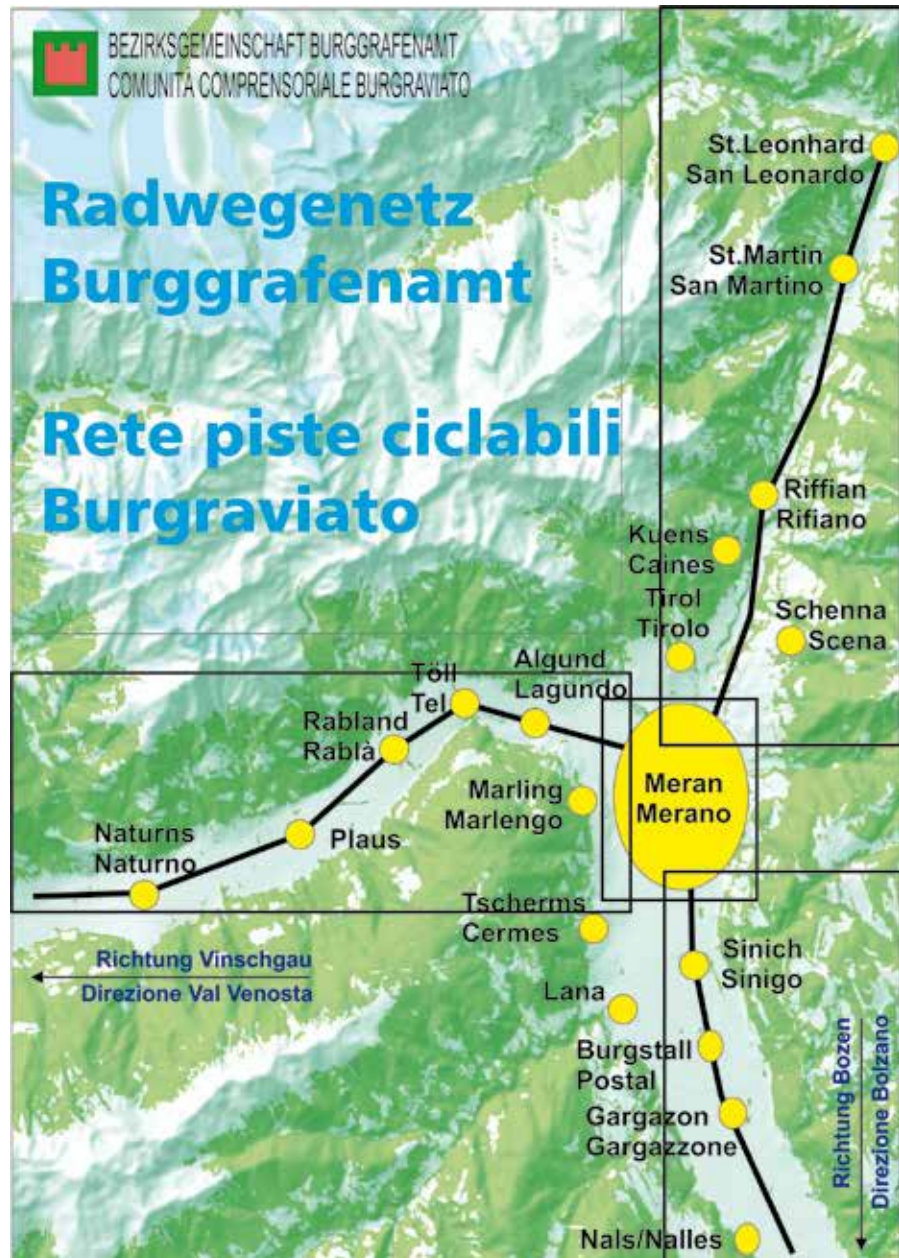 BEZIRKSGEMEINSCHAFT BURGGRAFENAMT
COMUNITÀ COMPRENSORIALE BURGRAVIATO
Radwegenetz
Burggrafenamt
Rete piste ciclabili
Burgraviato
St.Leonhard
San Leonardo
St.Martin
San Martino
Riffian
Rifiano
Kuens
Caines
Tirol
Tirolo
Schenna
Scena
Töll
Tel
Algund
Lagundo
Rabland
Rablà
Meran
Merano
Marling
Marlengo
Naturns
Naturno
Plaus
Tscherms
Cermes
Richtung Vinschgau
Direzione Val Venosta
Sinich
Sinigo
Lana
Burgstall
Postal
Gargazon
Gargazzone
Richtung Bozen
Direzione Bolzano
Nals/Nalles